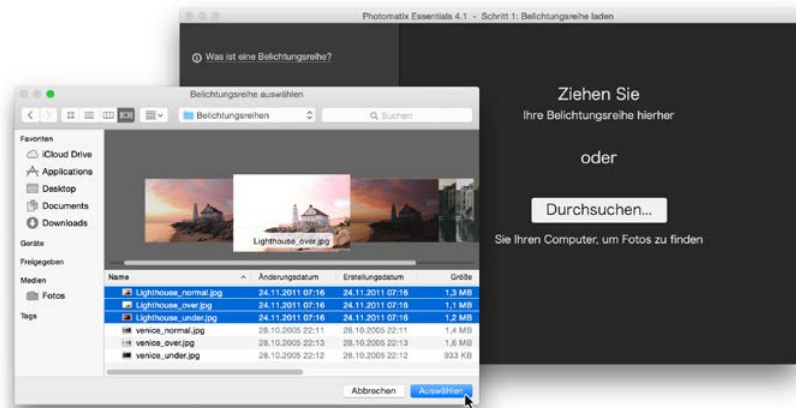 Photomatix Essentials 4.1 - Schritt 1: Belichtungsreihe laden
Was ist eine Belichtungsreihe?
Ziehen Sie
Ihre Belichtungsreihe hierher
oder
Durchsuchen...
Sie Ihren Computer, um Fotos zu finden
Belichtungsreihe auswählen
Belichtungsreihen
Suchen
Favoriten
iCloud Drive
Applications
Desktop
Documents
Downloads
Geräte
Freigegeben
Medien
Fotos
Tags
Lighthouse_over.jpg
Name Änderungsdatum Erstellungsdatum Größe
Lighthouse_normal.jpg 24.11.2011 07:16 24.11.2011 07:16 1,3 MB
Lighthouse_over.jpg 24.11.2011 07:16 24.11.2011 07:16 1,1 MB
Lighthouse_under.jpg 24.11.2011 07:16 24.11.2011 07:16 1,2 MB
venice_normal.jpg 28.10.2005 22:11 28.10.2005 22:11 1,4 MB
venice_over.jpg 28.10.2005 22:13 28.10.2005 22:13 1,6 MB
venice_under.jpg 28.10.2005 22:12 28.10.2005 22:12 933 KB
Abbrechen
Auswählen